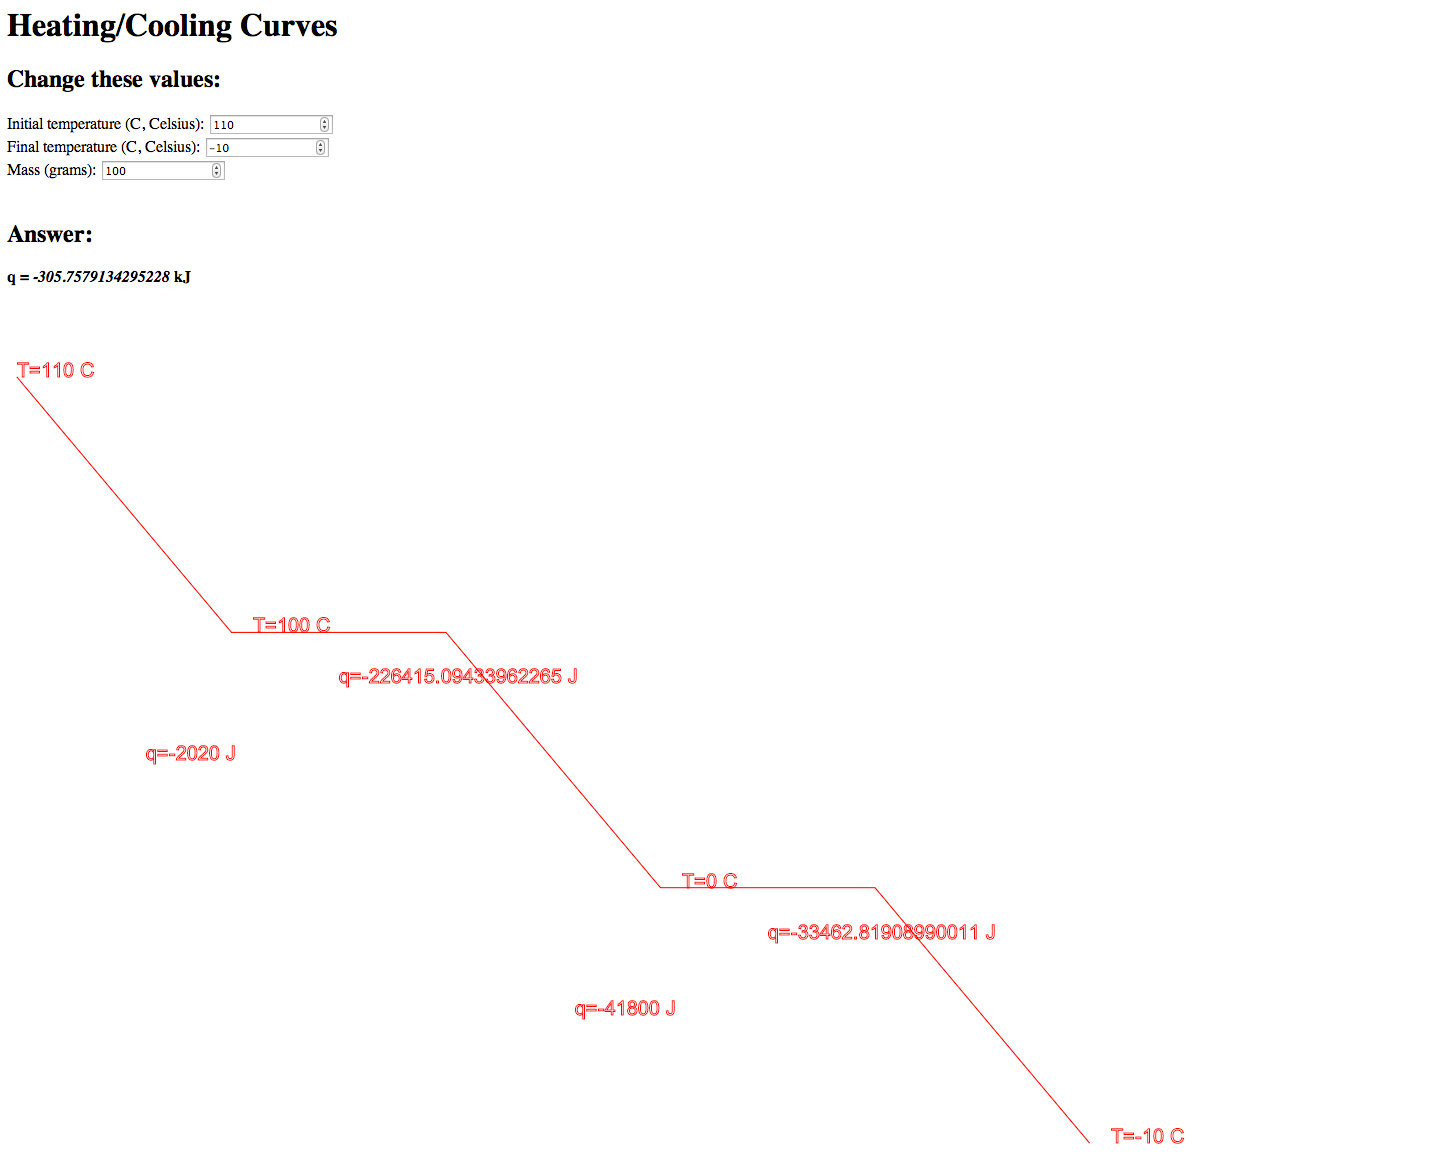 Heating/Cooling Curves
Change these values:
Initial temperature (C, Celsius): 110
Final temperature (C, Celsius): -10
Mass (grams): 100
Answer:
q = -305.7579134295228 kJ
T=110 C
T=100 C
q=-226415.09433962265 J
q=-2020 J
T=0 C
q=-33462.81908990011 J
q=-41800 J
T=-10 C